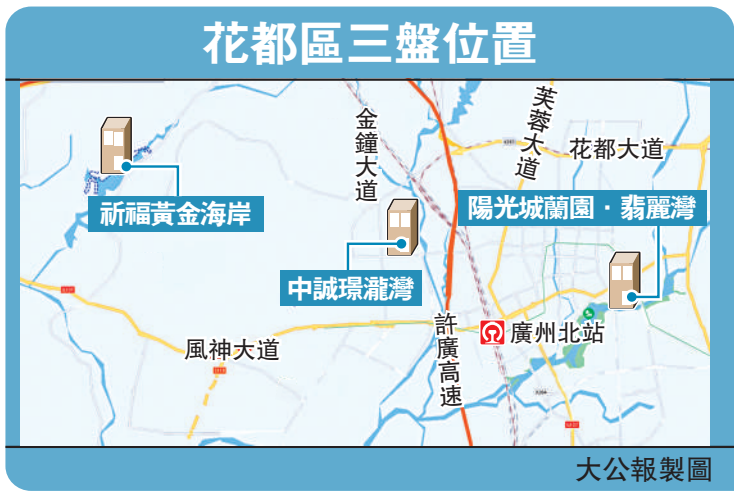 花都區三盤位置
金鐘大道
芙蓉大道
花都大道
祈福黃金海岸
陽光城蘭園·翡麗灣
中誠璟瀧灣
許廣高速
廣州北站
風神大道
大公報製圖